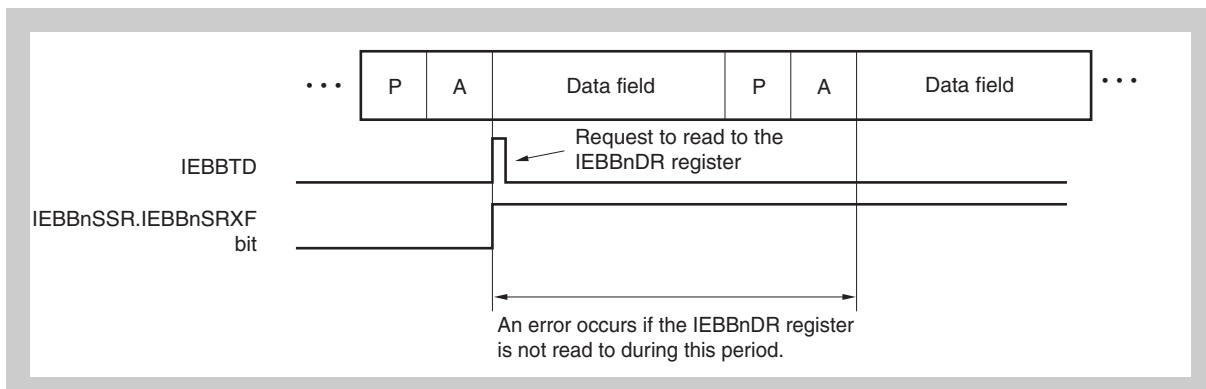 • • • P A Data field P A Data field • • •
Request to read to the
IEBBnDR register
IEBBTD
IEBBnSSR.IEBBnSRXF
bit
An error occurs if the IEBBnDR register
is not read to during this period.